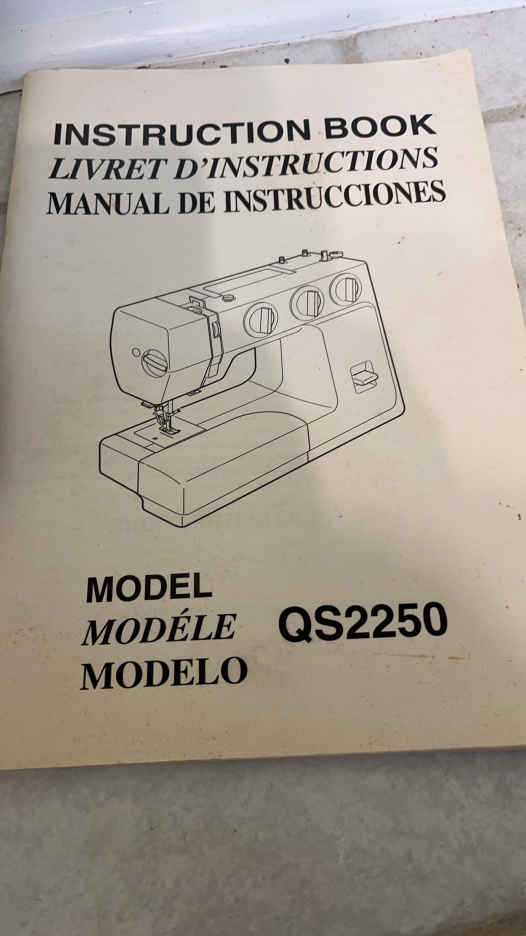 INSTRUCTION BOOK
LIVRET D'INSTRUCTIONS
MANUAL DE INSTRUCCIONES
MODEL
MODÉLE QS2250
MODELO